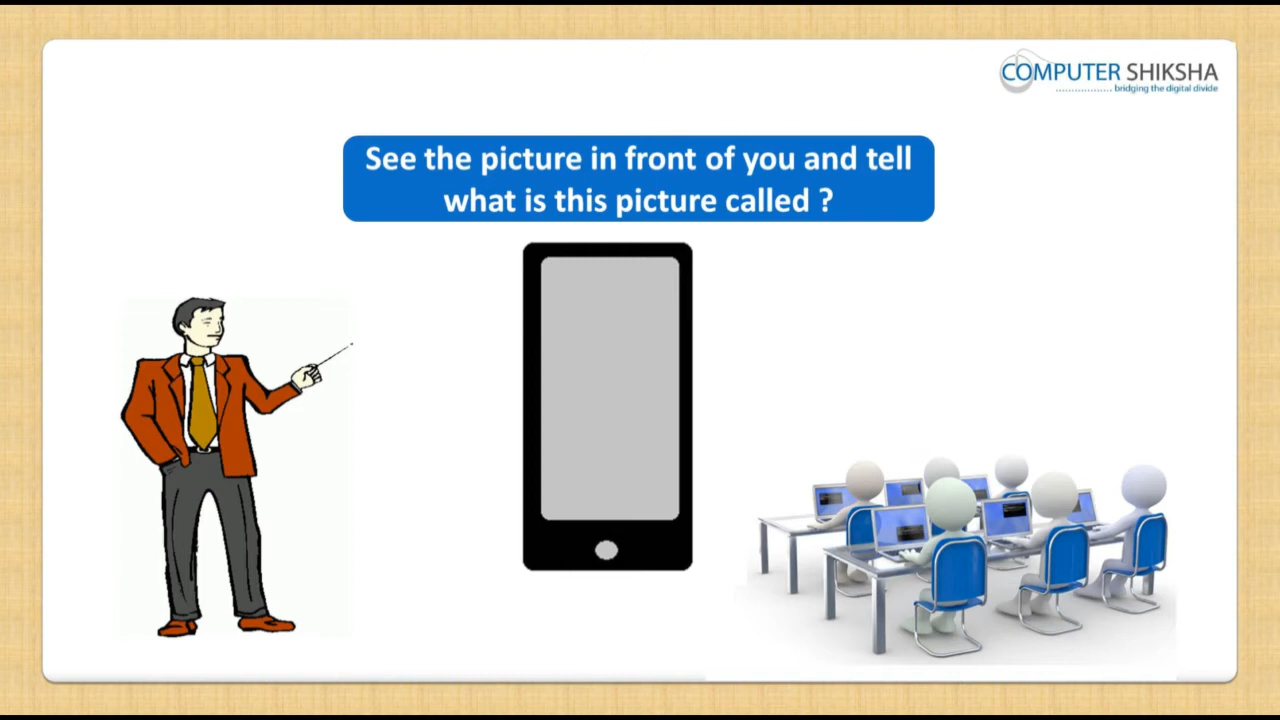 COMPUTER SHIKSHA
bridging the digital divide
See the picture in front of you and tell
what is this picture called ?